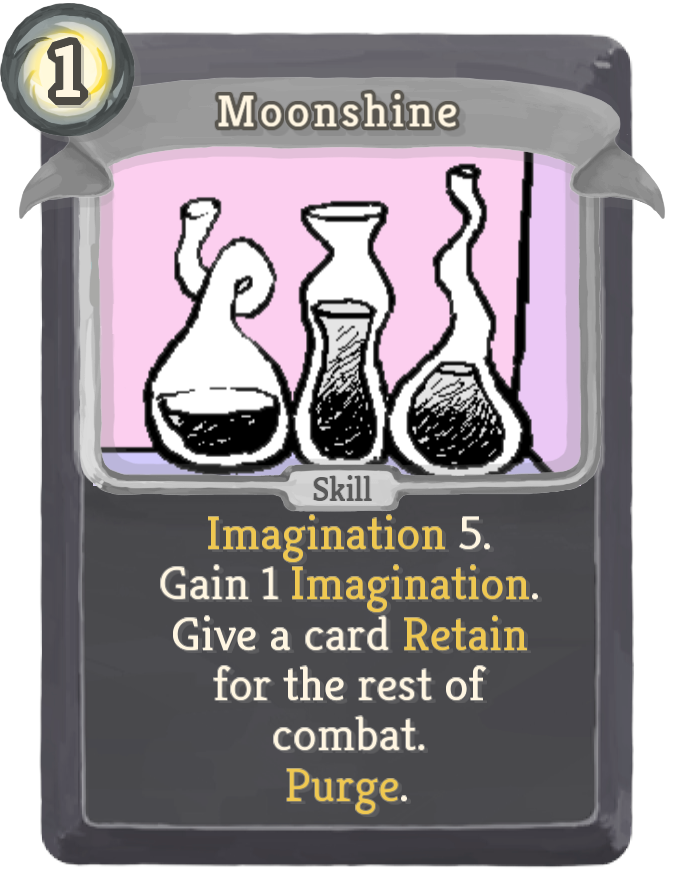 1
Moonshine
Skill
Imagination 5.
Gain 1 Imagination.
Give a card Retain
for the rest of
combat.
Purge.